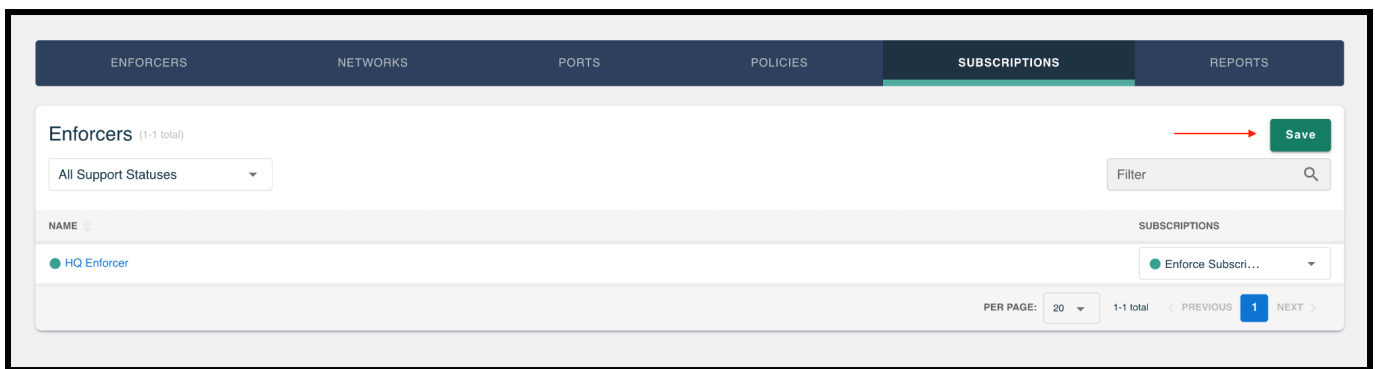 ENFORCERS NETWORKS PORTS POLICIES SUBSCRIPTIONS REPORTS
Enforcers (1-1 total)
Save
All Support Statuses
Filter
NAME SUBSCRIPTIONS
HQ Enforcer Enforce Subscri...
PER PAGE: 20 1-1 total < PREVIOUS 1 NEXT >